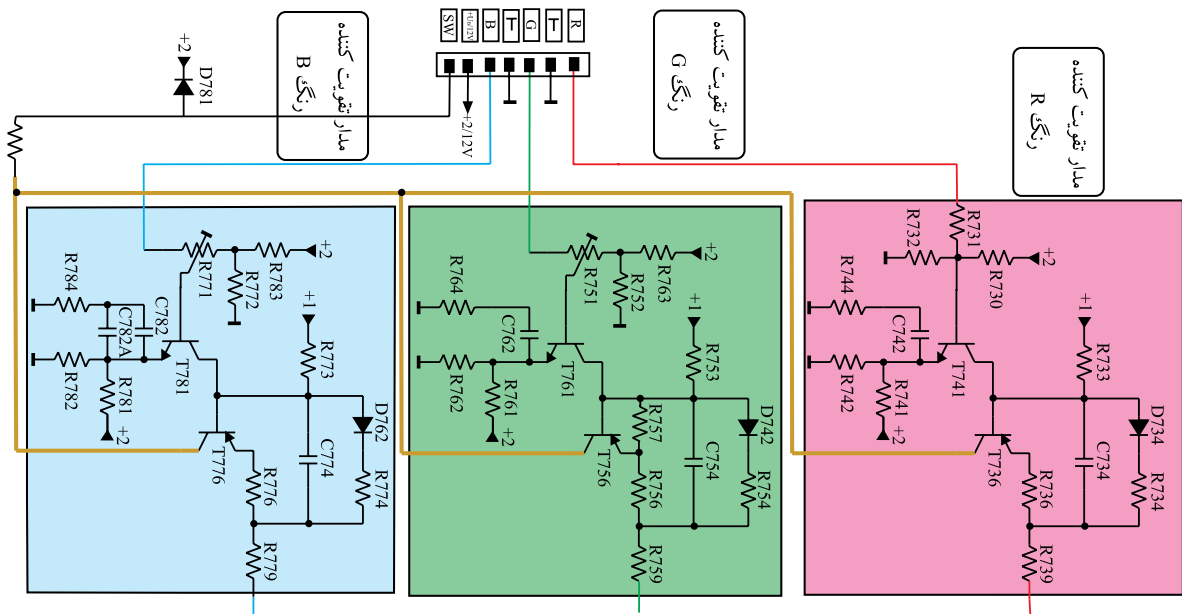 مدار تقویت کننده
رنگ B
مدار تقویت کننده
رنگ G
مدار تقویت کننده
رنگ R
SW
+Un/12V
B
G
R
+2/12V
+2
D781
R771
R772
R783
+2
R784
C782
C782A
T781
R782
R781
+2
+1
R773
D762
T776
R776
C774
R774
R779
R751
R752
R763
+2
R764
C762
T761
R762
R761
+2
+1
R753
D742
R757
T756
R756
C754
R754
R759
R731
R732
R730
+2
R744
C742
T741
R742
R741
+2
+1
R733
D734
T736
R736
C734
R734
R739